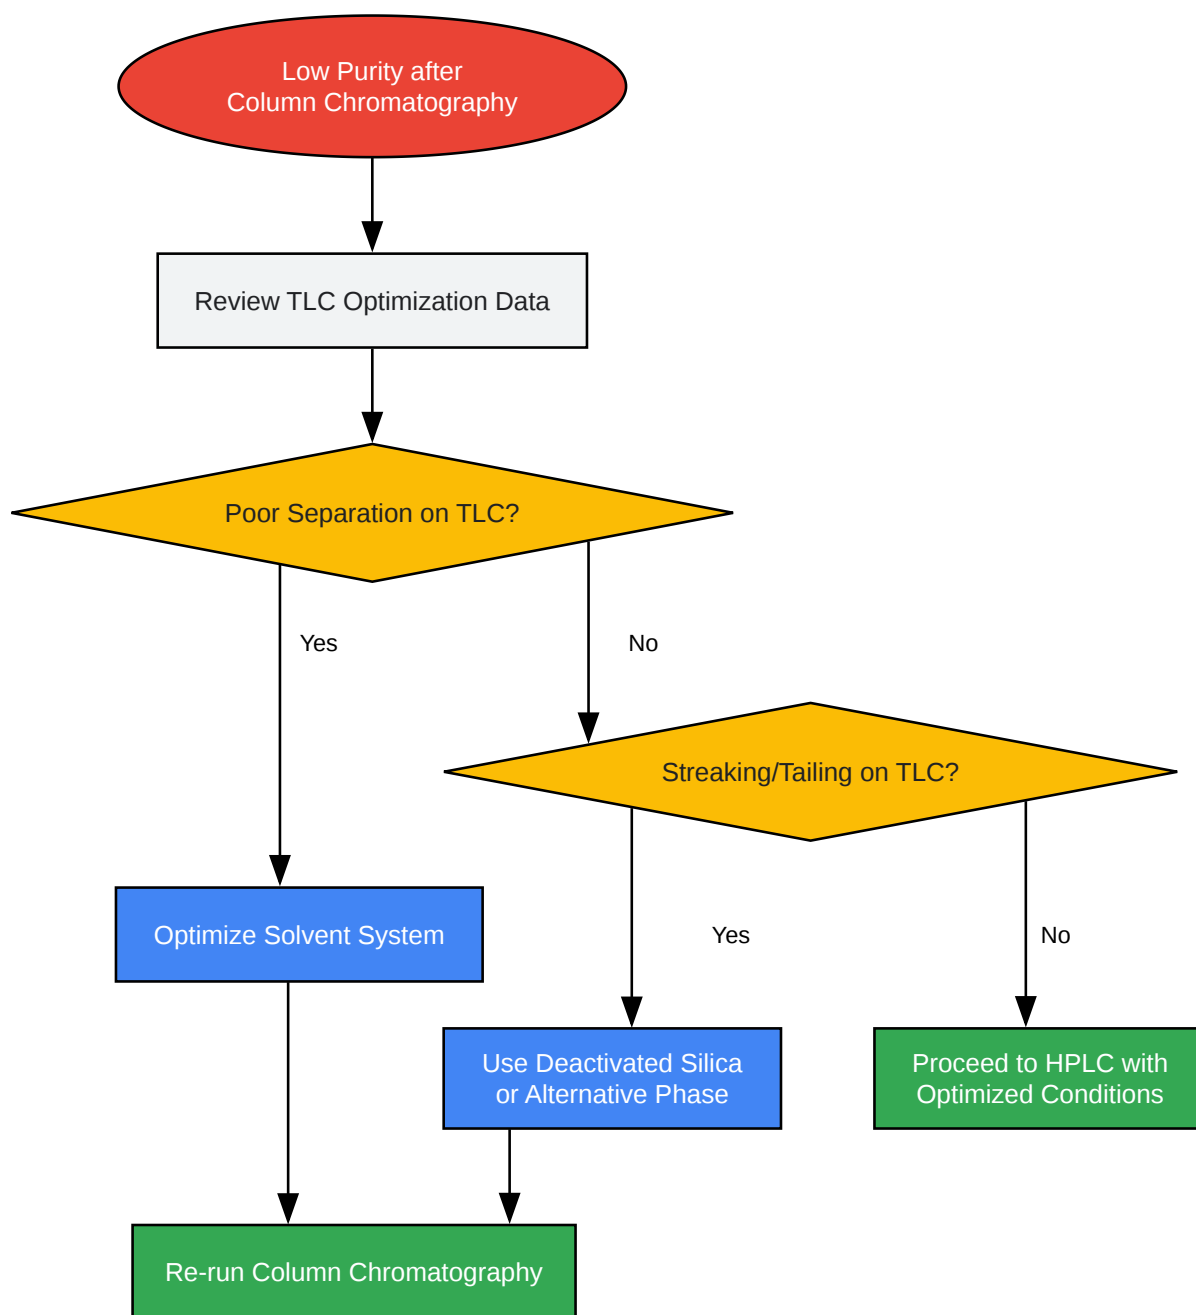 Low Purity after
Column Chromatography
Review TLC Optimization Data
Poor Separation on TLC?
Yes
No
Streaking/Tailing on TLC?
Optimize Solvent System
Yes
No
Use Deactivated Silica
or Alternative Phase
Proceed to HPLC with
Optimized Conditions
Re-run Column Chromatography